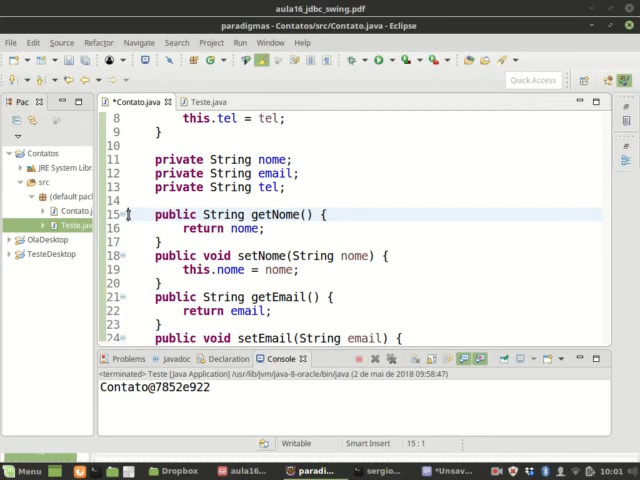 aula16_jdbc_swing.pdf
paradigmas - Contatos/src/Contato.java - Eclipse
File Edit Source Refactor Navigate Search Project Run Window Help
Quick Access
Pac
*Contato.java
Teste.java
Contatos
JRE System Libr
src
(default pack
Contato.j
Teste.jav
OlaDesktop
TesteDesktop
8 this.tel = tel;
9 }
10
11 private String nome;
12 private String email;
13 private String tel;
14
15 public String getNome() {
16 return nome;
17 }
18 public void setNome(String nome) {
19 this.nome = nome;
20 }
21 public String getEmail() {
22 return email;
23 }
24 public void setEmail(String email) {
Problems Javadoc Declaration Console
<terminated> Teste [Java Application] /usr/lib/jvm/java-8-oracle/bin/java (2 de mai de 2018 09:58:47)
Contato@7852e922
Writable Smart Insert 15 : 1
Menu Dropbox aula16... paradi... sergio... *Unsav... 10:01